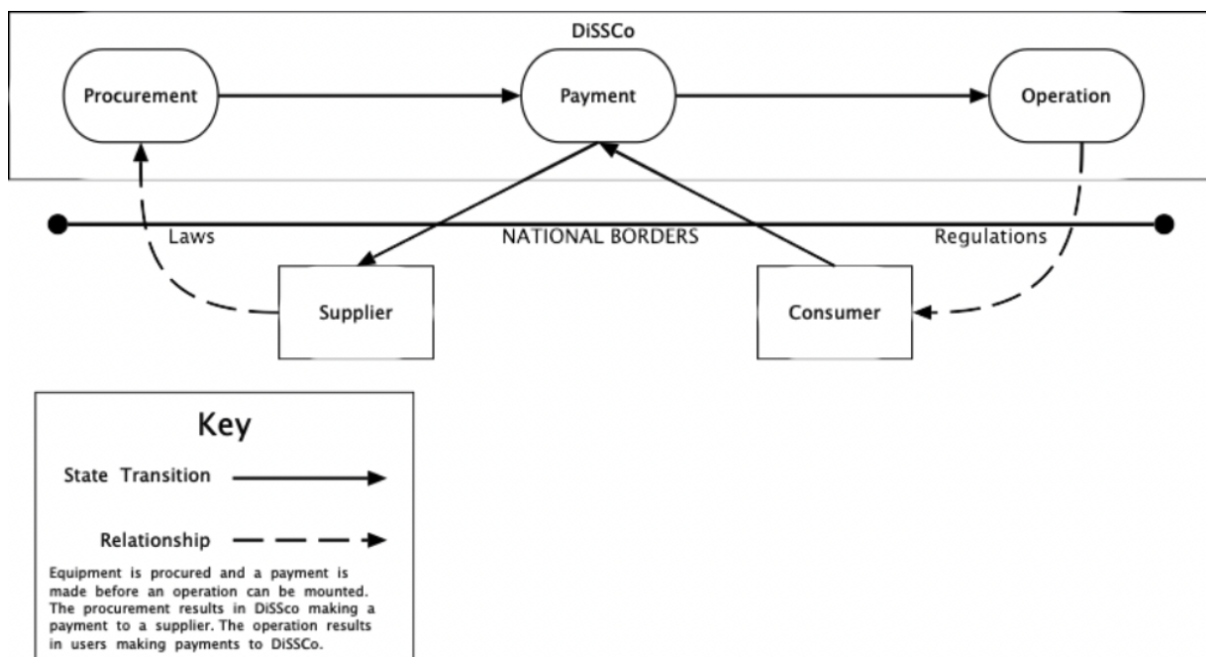 DiSSCo
Procurement
Payment
Operation
Laws
NATIONAL BORDERS
Regulations
Supplier
Consumer
Key
State Transition
Relationship
Equipment is procured and a payment is
made before an operation can be mounted.
The procurement results in DiSSco making a
payment to a supplier. The operation results
in users making payments to DiSSCo.